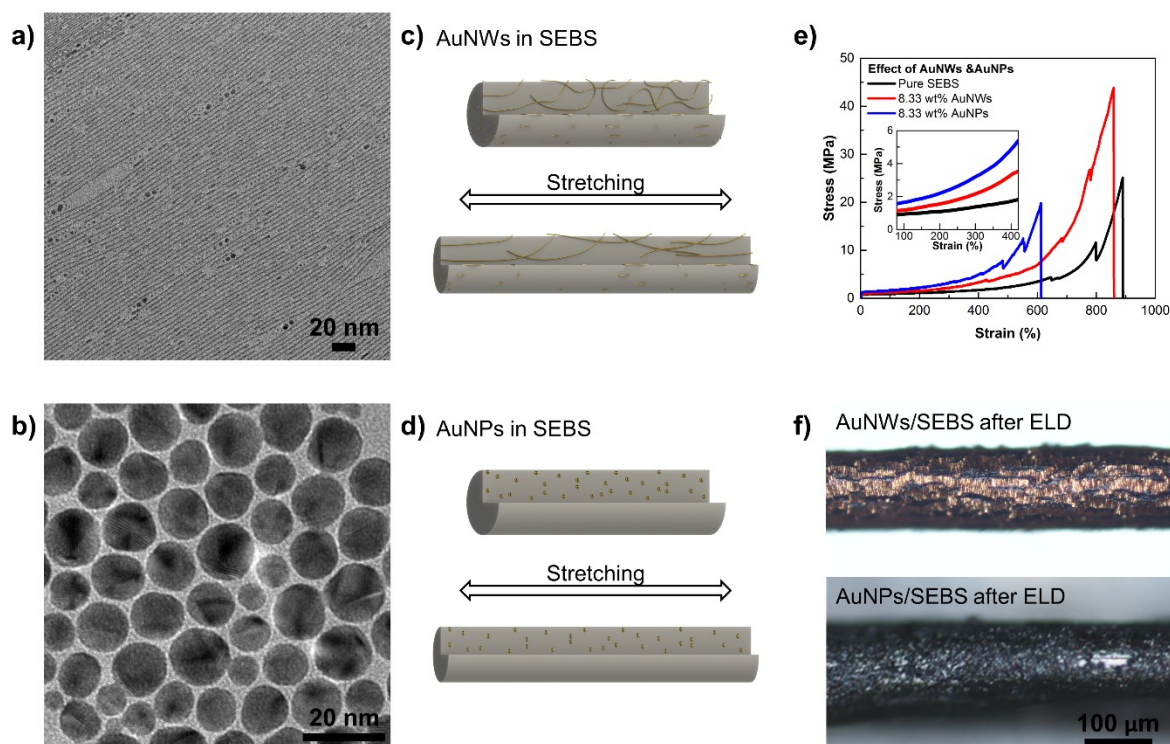 a)
20 nm
b)
20 nm
c) AuNWs in SEBS
Stretching
d) AuNPs in SEBS
Stretching
e)
Effect of AuNWs &AuNPs
Pure SEBS
8.33 wt% AuNWs
8.33 wt% AuNPs
Stress (MPa)
50
40
30
20
10
0
0 200 400 600 800 1000
Strain (%)
Stress (MPa)
6
4
2
0
100 200 300 400
Strain (%)
f)
AuNWs/SEBS after ELD
AuNPs/SEBS after ELD
100 µm